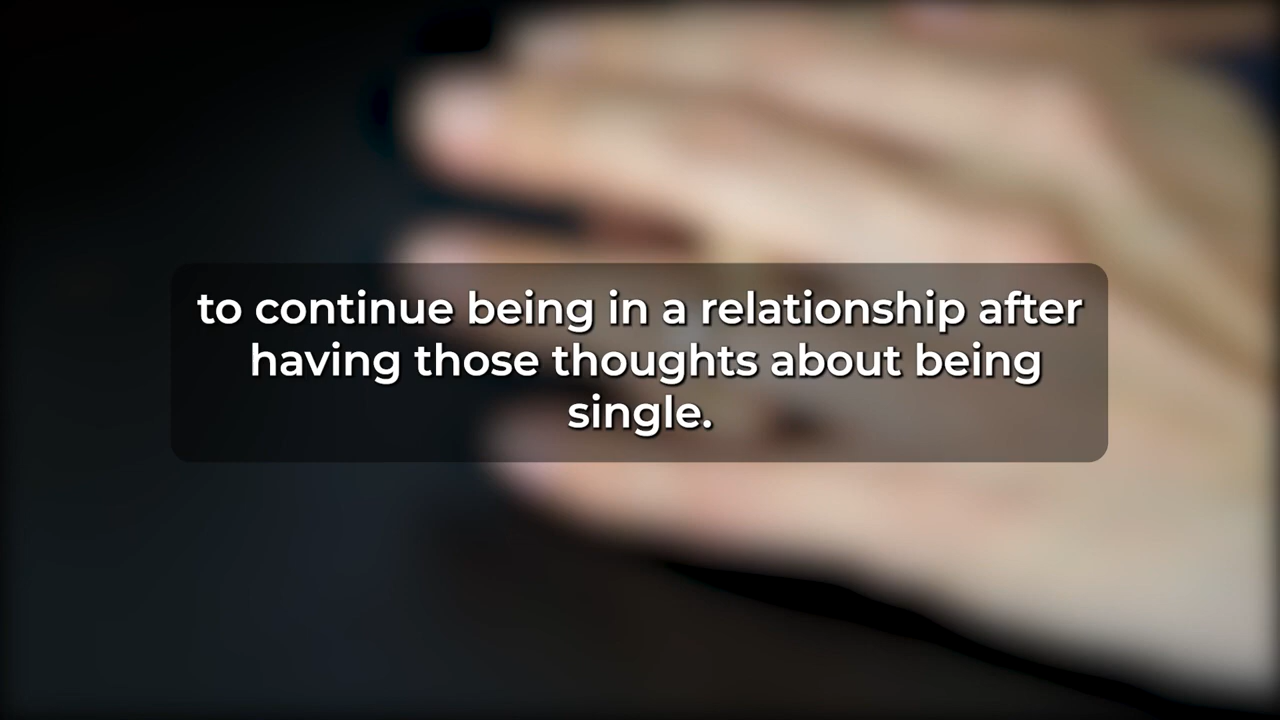 to continue being in a relationship after
having those thoughts about being
single.